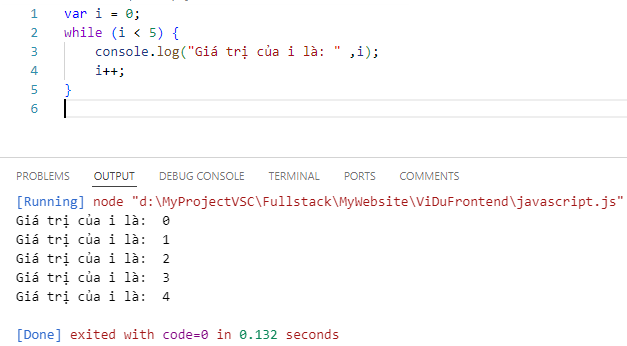 1 var i = 0;
2 while (i < 5) {
3     console.log("Giá trị của i là: " ,i);
4     i++;
5 }
6
PROBLEMS OUTPUT DEBUG CONSOLE TERMINAL PORTS COMMENTS
[Running] node "d:\MyProjectVSC\Fullstack\MyWebsite\ViDuFrontend\javascript.js"
Giá trị của i là:  0
Giá trị của i là:  1
Giá trị của i là:  2
Giá trị của i là:  3
Giá trị của i là:  4
[Done] exited with code=0 in 0.132 seconds